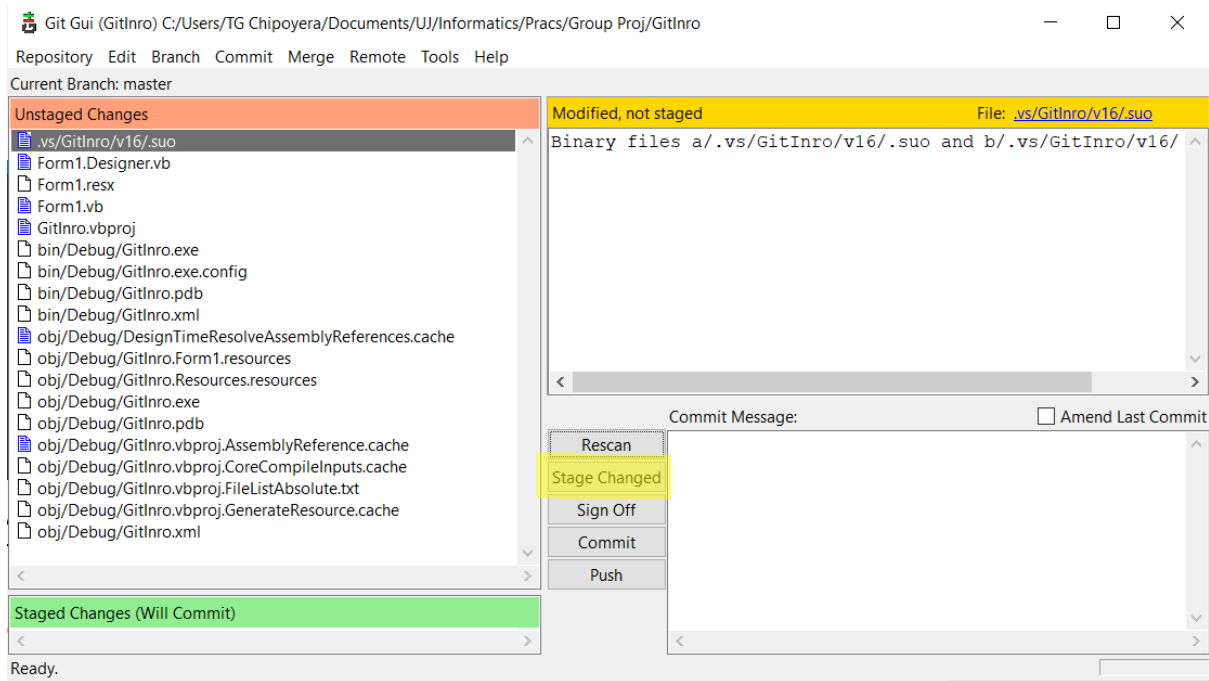 Git Gui (GitInro) C:/Users/TG Chipoyera/Documents/UJ/Informatics/Pracs/Group Proj/GitInro
Repository Edit Branch Commit Merge Remote Tools Help
Current Branch: master
Unstaged Changes
.vs/GitInro/v16/.suo
Form1.Designer.vb
Form1.resx
Form1.vb
GitInro.vbproj
bin/Debug/GitInro.exe
bin/Debug/GitInro.exe.config
bin/Debug/GitInro.pdb
bin/Debug/GitInro.xml
obj/Debug/DesignTimeResolveAssemblyReferences.cache
obj/Debug/GitInro.Form1.resources
obj/Debug/GitInro.Resources.resources
obj/Debug/GitInro.exe
obj/Debug/GitInro.pdb
obj/Debug/GitInro.vbproj.AssemblyReference.cache
obj/Debug/GitInro.vbproj.CoreCompileInputs.cache
obj/Debug/GitInro.vbproj.FileListAbsolute.txt
obj/Debug/GitInro.vbproj.GenerateResource.cache
obj/Debug/GitInro.xml
Staged Changes (Will Commit)
Modified, not staged File: .vs/GitInro/v16/.suo
Binary files a/.vs/GitInro/v16/.suo and b/.vs/GitInro/v16/
Commit Message: Amend Last Commit
Rescan
Stage Changed
Sign Off
Commit
Push
Ready.